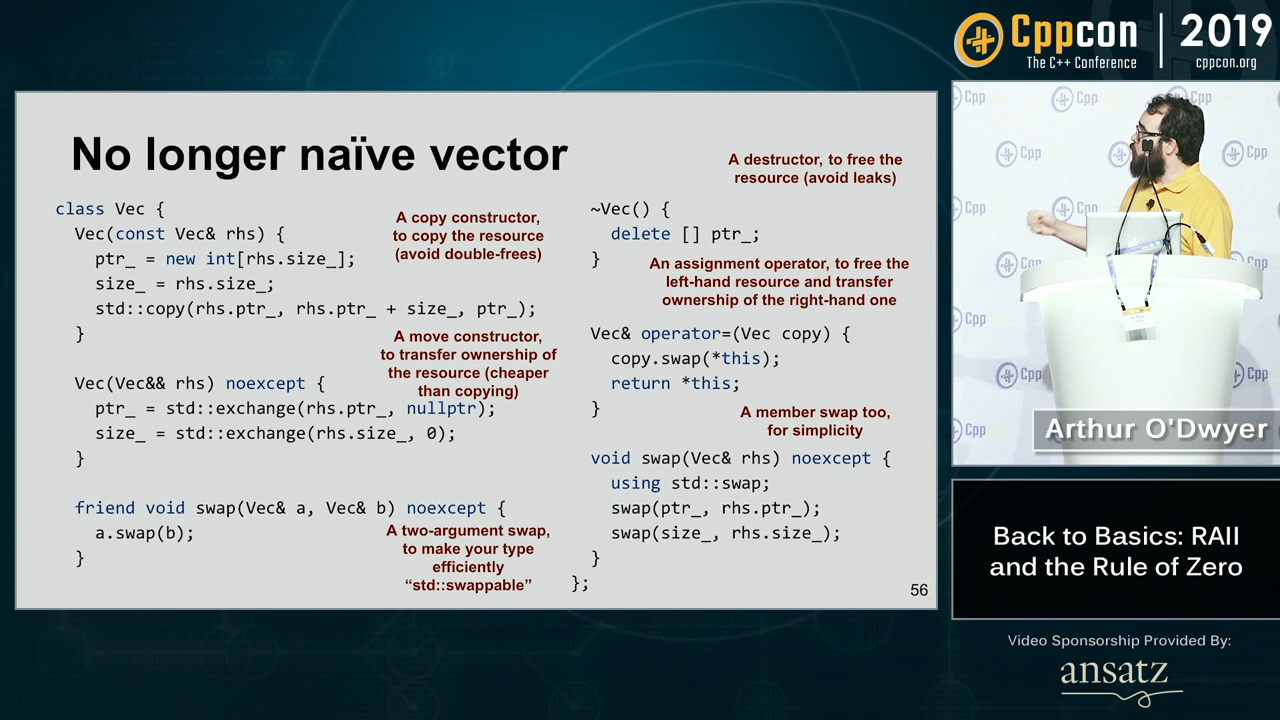 Cppcon
The C++ Conference
2019
cppcon.org
No longer naïve vector
class Vec {
Vec(const Vec& rhs) {
ptr_ = new int[rhs.size_];
size_ = rhs.size_;
std::copy(rhs.ptr_, rhs.ptr_ + size_, ptr_);
}
A copy constructor,
to copy the resource
(avoid double-frees)
Vec(Vec&& rhs) noexcept {
ptr_ = std::exchange(rhs.ptr_, nullptr);
size_ = std::exchange(rhs.size_, 0);
}
A move constructor,
to transfer ownership of
the resource (cheaper
than copying)
friend void swap(Vec& a, Vec& b) noexcept {
a.swap(b);
}
A two-argument swap,
to make your type
efficiently
“std::swappable”
A destructor, to free the
resource (avoid leaks)
~Vec() {
delete [] ptr_;
}
An assignment operator, to free the
left-hand resource and transfer
ownership of the right-hand one
Vec& operator=(Vec copy) {
copy.swap(*this);
return *this;
}
A member swap too,
for simplicity
void swap(Vec& rhs) noexcept {
using std::swap;
swap(ptr_, rhs.ptr_);
swap(size_, rhs.size_);
}
};
56
Cpp
Cpp
Cpp
Cpp
Cpp
Arthur O'Dwyer
Back to Basics: RAII
and the Rule of Zero
Video Sponsorship Provided By:
ansatz